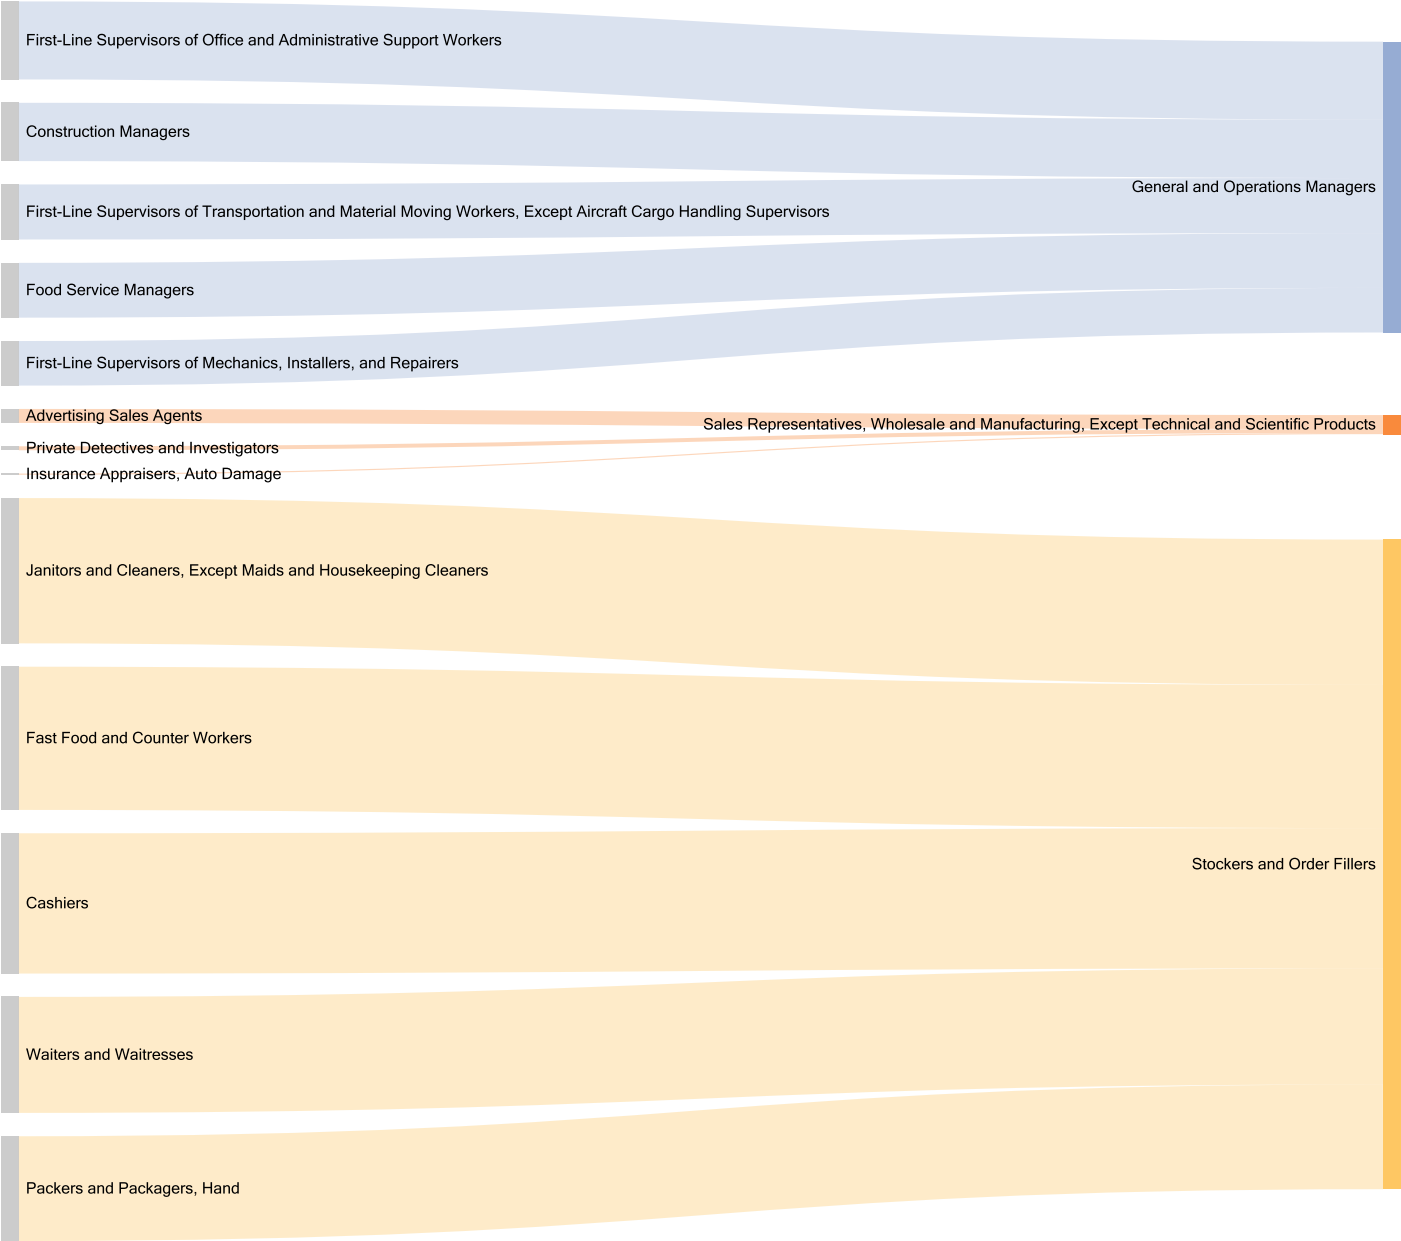 First-Line Supervisors of Office and Administrative Support Workers
Construction Managers
General and Operations Managers
First-Line Supervisors of Transportation and Material Moving Workers, Except Aircraft Cargo Handling Supervisors
Food Service Managers
First-Line Supervisors of Mechanics, Installers, and Repairers
Advertising Sales Agents
Sales Representatives, Wholesale and Manufacturing, Except Technical and Scientific Products
Private Detectives and Investigators
Insurance Appraisers, Auto Damage
Janitors and Cleaners, Except Maids and Housekeeping Cleaners
Fast Food and Counter Workers
Stockers and Order Fillers
Cashiers
Waiters and Waitresses
Packers and Packagers, Hand